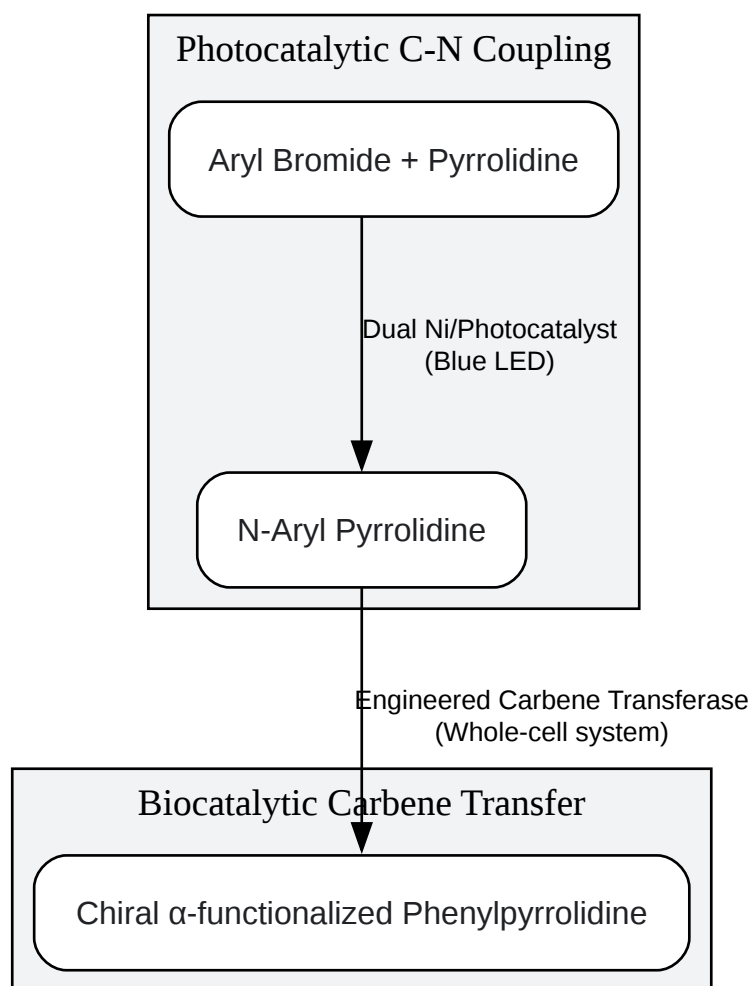 Photocatalytic C-N Coupling
Aryl Bromide + Pyrrolidine
Dual Ni/Photocatalyst
(Blue LED)
N-Aryl Pyrrolidine
Engineered Carbene Transferase
(Whole-cell system)
Biocatalytic Carbene Transfer
Chiral α-functionalized Phenylpyrrolidine